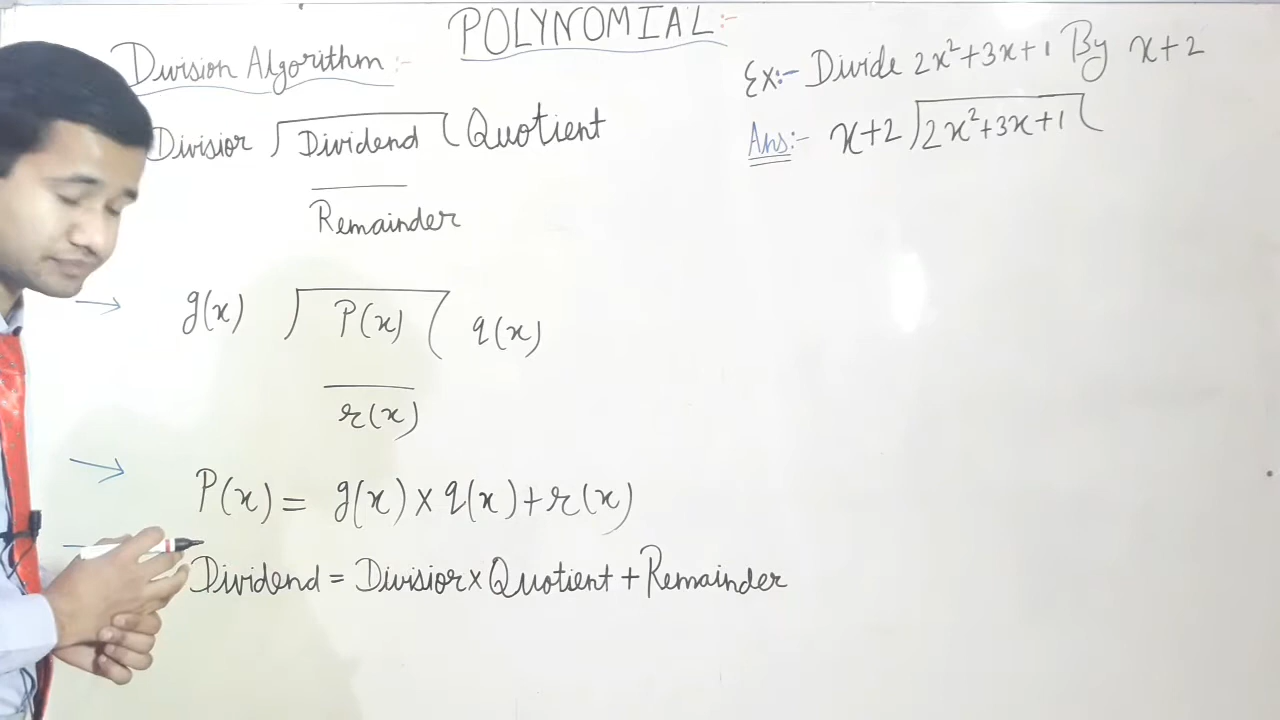 POLYNOMIAL:-
Division Algorithm:-
Divisior ) Dividend ( Quotient
Remainder
→ g(x) ) P(x) ( q(x)
r(x)
→ P(x) = g(x) × q(x) + r(x)
Dividend = Divisior × Quotient + Remainder
Ex:- Divide 2x²+3x+1 By x+2
Ans:- x+2 ) 2x²+3x+1 (